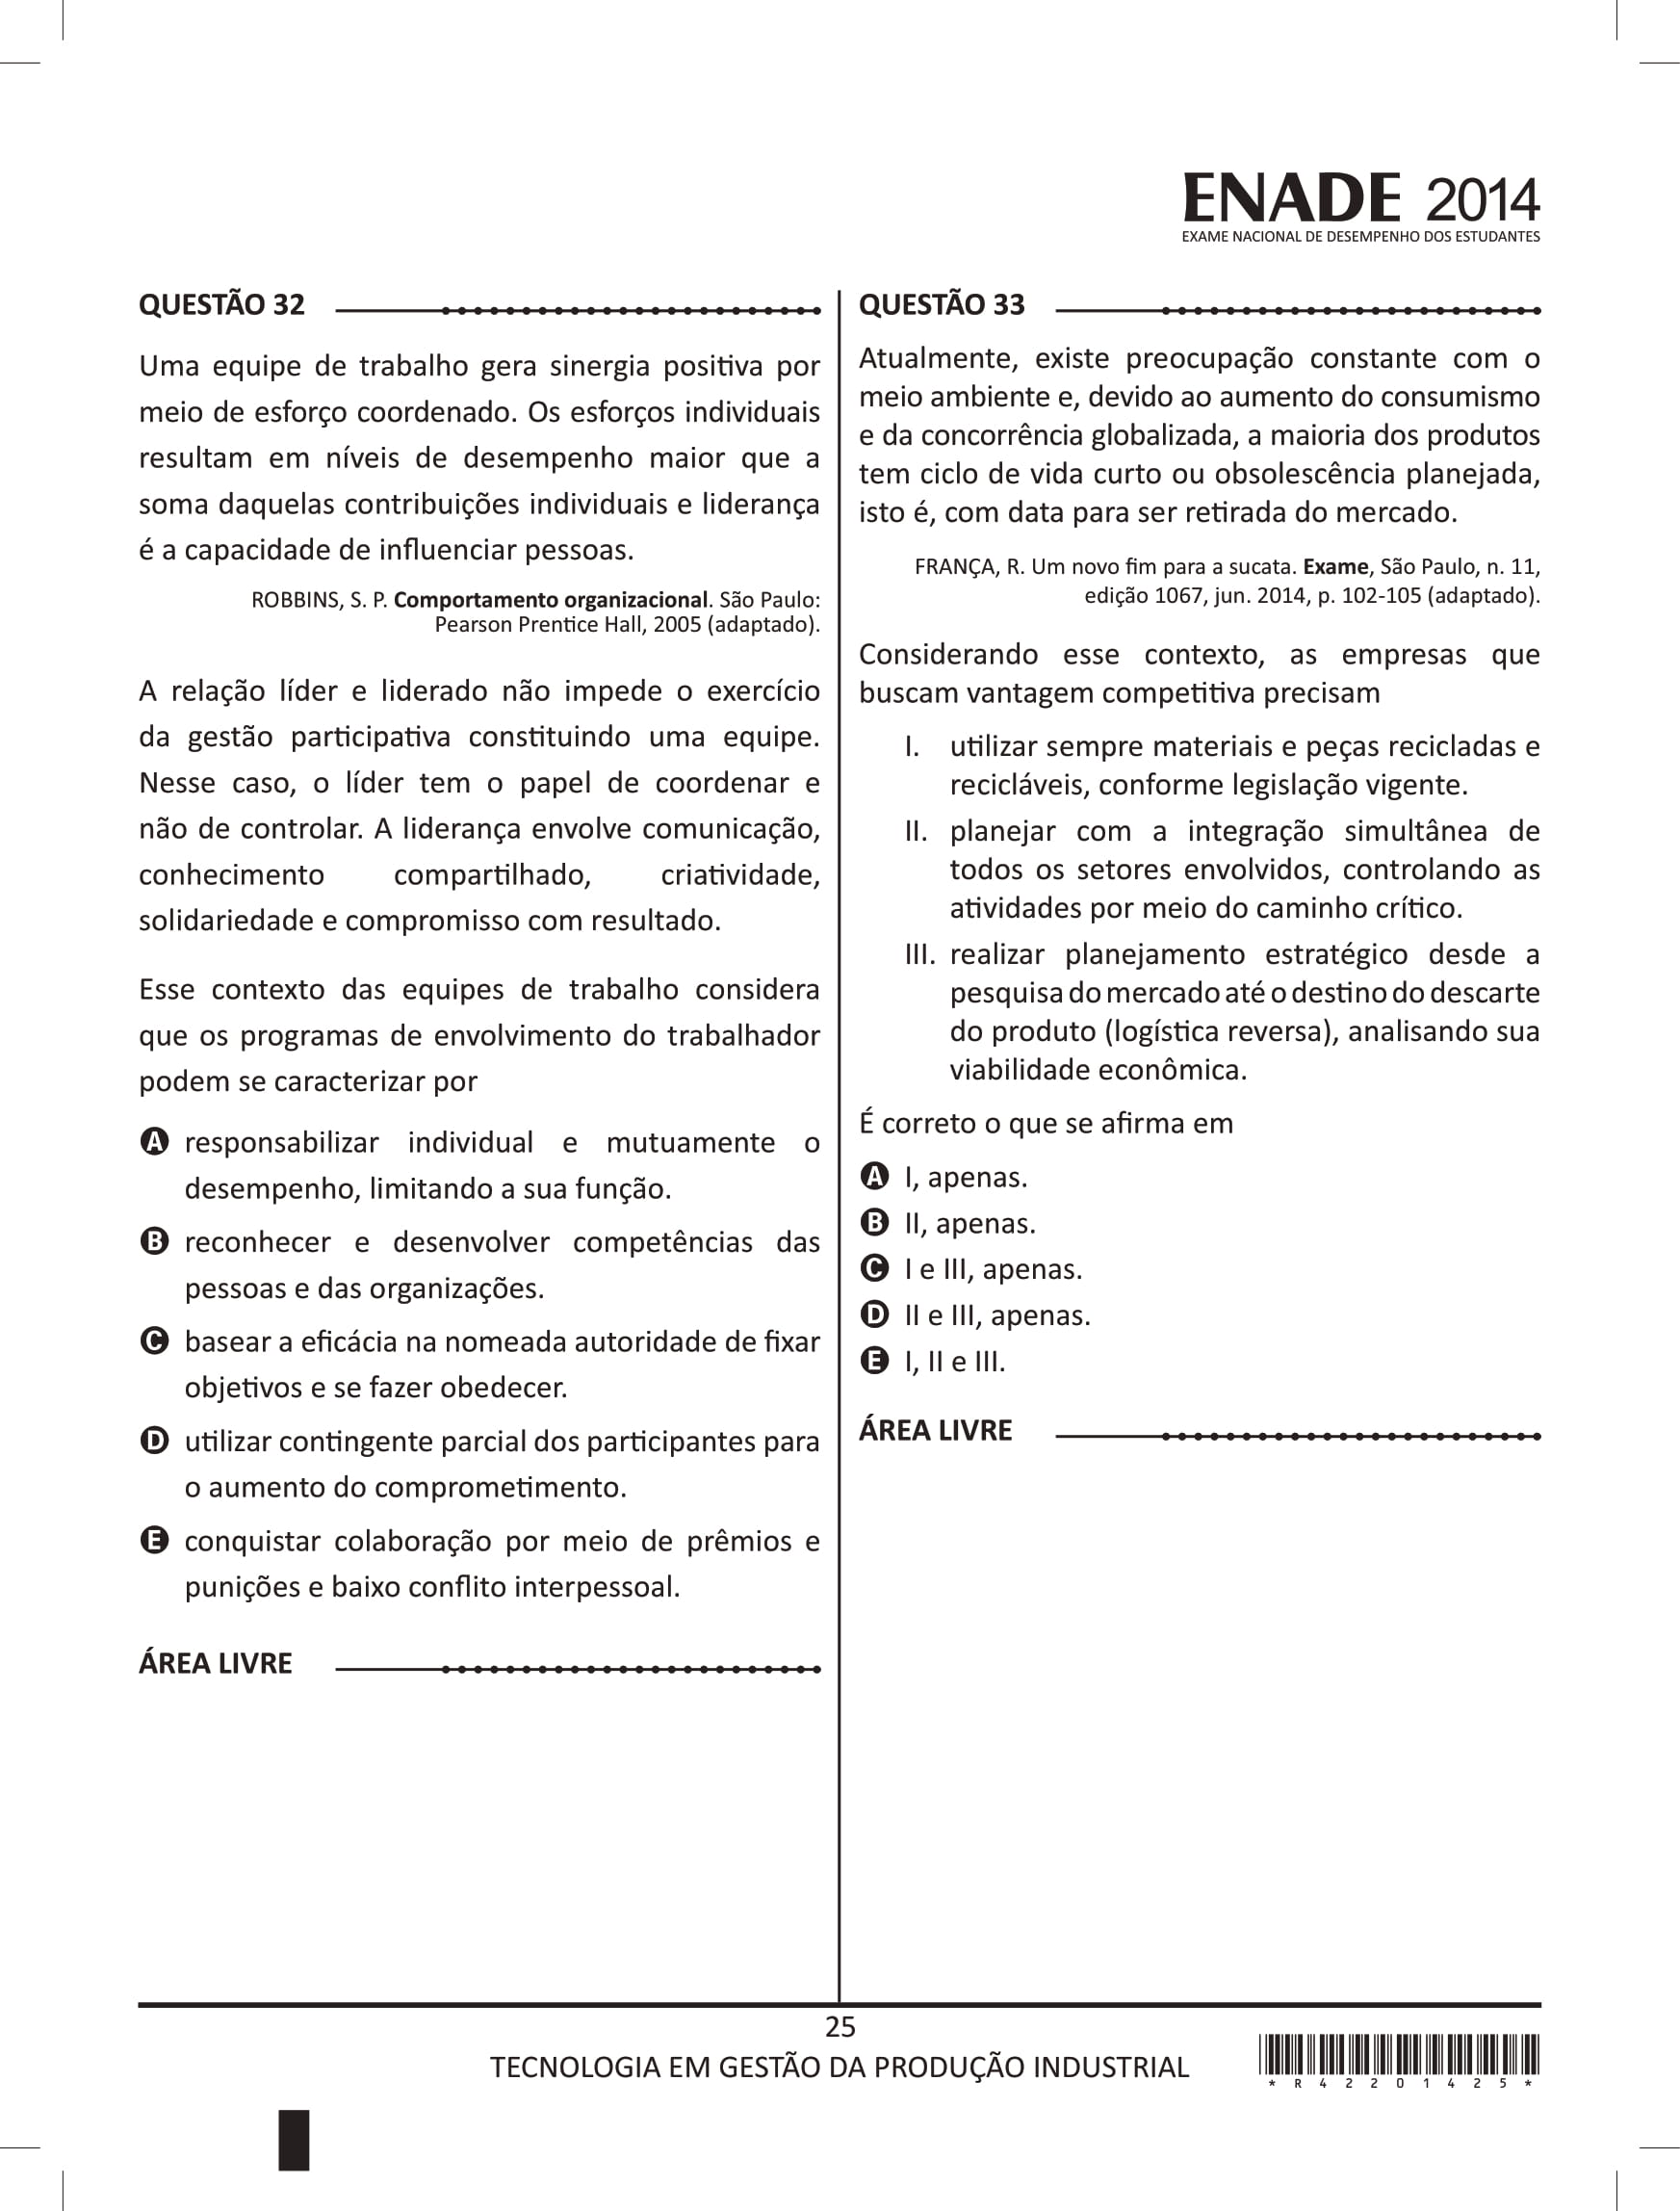 ENADE 2014
EXAME NACIONAL DE DESEMPENHO DOS ESTUDANTES
QUESTÃO 32
Uma equipe de trabalho gera sinergia positiva por
meio de esforço coordenado. Os esforços individuais
resultam em níveis de desempenho maior que a
soma daquelas contribuições individuais e liderança
é a capacidade de influenciar pessoas.
ROBBINS, S. P. Comportamento organizacional. São Paulo:
Pearson Prentice Hall, 2005 (adaptado).
A relação líder e liderado não impede o exercício
da gestão participativa constituindo uma equipe.
Nesse caso, o líder tem o papel de coordenar e
não de controlar. A liderança envolve comunicação,
conhecimento compartilhado, criatividade,
solidariedade e compromisso com resultado.
Esse contexto das equipes de trabalho considera
que os programas de envolvimento do trabalhador
podem se caracterizar por
A responsabilizar individual e mutuamente o
desempenho, limitando a sua função.
B reconhecer e desenvolver competências das
pessoas e das organizações.
C basear a eficácia na nomeada autoridade de fixar
objetivos e se fazer obedecer.
D utilizar contingente parcial dos participantes para
o aumento do comprometimento.
E conquistar colaboração por meio de prêmios e
punições e baixo conflito interpessoal.
ÁREA LIVRE
QUESTÃO 33
Atualmente, existe preocupação constante com o
meio ambiente e, devido ao aumento do consumismo
e da concorrência globalizada, a maioria dos produtos
tem ciclo de vida curto ou obsolescência planejada,
isto é, com data para ser retirada do mercado.
FRANÇA, R. Um novo fim para a sucata. Exame, São Paulo, n. 11,
edição 1067, jun. 2014, p. 102-105 (adaptado).
Considerando esse contexto, as empresas que
buscam vantagem competitiva precisam
I. utilizar sempre materiais e peças recicladas e
recicláveis, conforme legislação vigente.
II. planejar com a integração simultânea de
todos os setores envolvidos, controlando as
atividades por meio do caminho crítico.
III. realizar planejamento estratégico desde a
pesquisa do mercado até o destino do descarte
do produto (logística reversa), analisando sua
viabilidade econômica.
É correto o que se afirma em
A I, apenas.
B II, apenas.
C I e III, apenas.
D II e III, apenas.
E I, II e III.
ÁREA LIVRE
25
TECNOLOGIA EM GESTÃO DA PRODUÇÃO INDUSTRIAL
* R 4 2 2 0 1 4 2 5 *